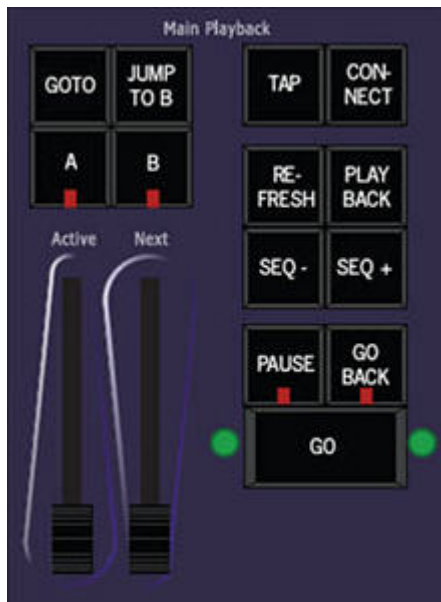 Main Playback
GOTO
JUMP
TO B
TAP
CON-
NECT
A
B
RE-
FRESH
PLAY
BACK
Active
Next
SEQ -
SEQ +
PAUSE
GO
BACK
GO